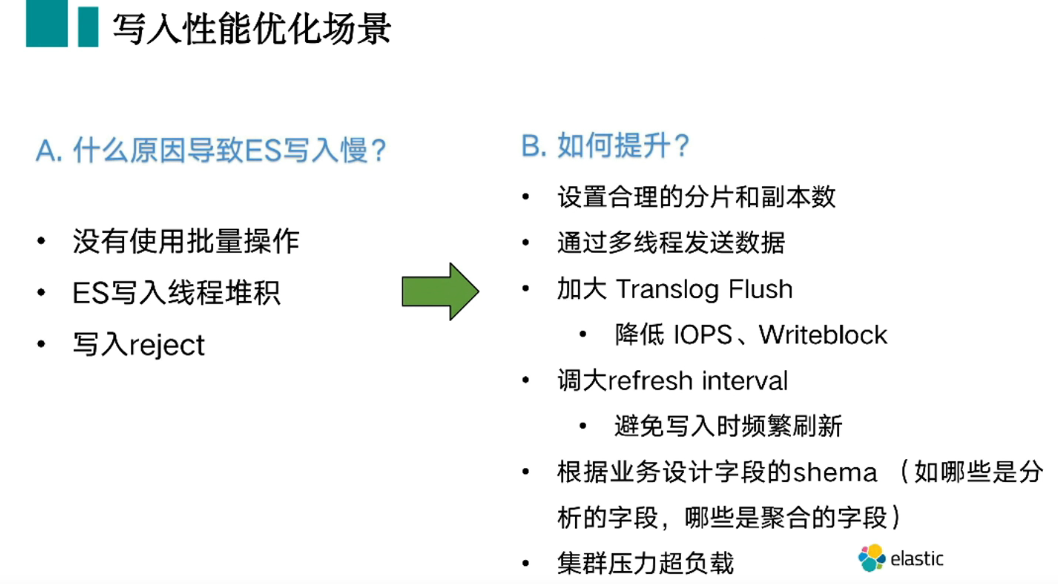 写入性能优化场景
A. 什么原因导致ES写入慢？
没有使用批量操作
ES写入线程堆积
写入reject
B. 如何提升？
设置合理的分片和副本数
通过多线程发送数据
加大 Translog Flush
降低 IOPS、Writeblock
调大refresh interval
避免写入时频繁刷新
根据业务设计字段的shema （如哪些是分
析的字段，哪些是聚合的字段）
集群压力超负载
elastic